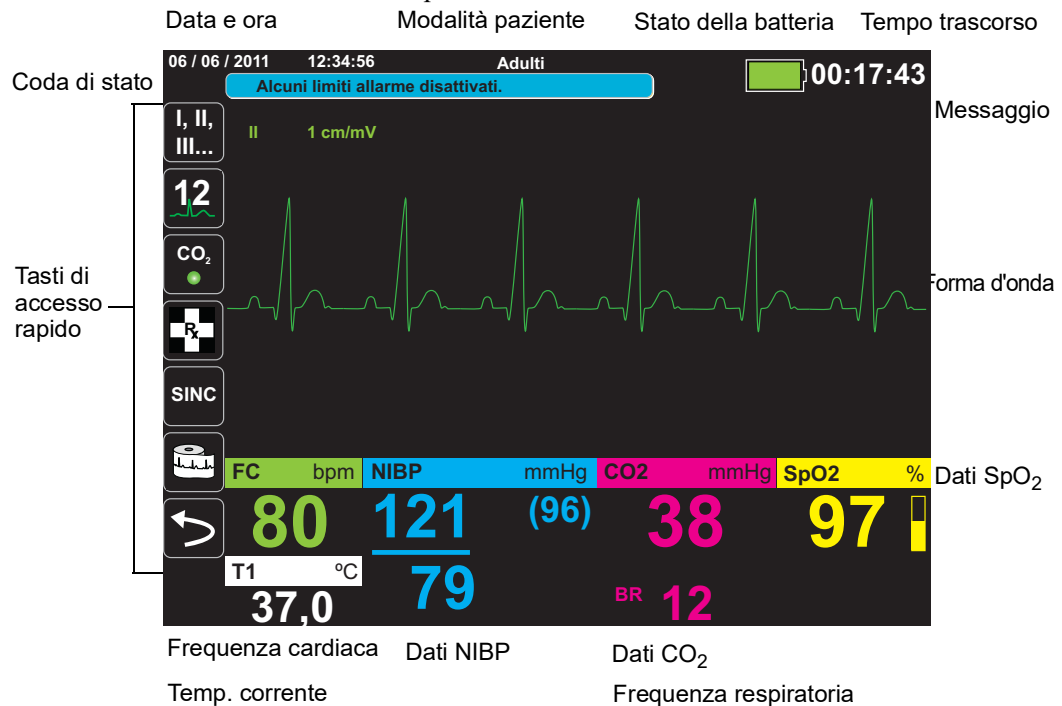 Data e ora
Modalità paziente
Stato della batteria
Tempo trascorso
06 / 06 / 2011 12:34:56
Adulti
00:17:43
Coda di stato
Alcuni limiti allarme disattivati.
Messaggio
I, II,
III...
II 1 cm/mV
12
CO2
Tasti di
accesso
rapido
Forma d'onda
Rx
SINC
FC bpm
NIBP mmHg
CO2 mmHg
SpO2 %
Dati SpO2
80
121
(96)
38
97
T1 ºC
79
BR 12
37,0
Frequenza cardiaca
Dati NIBP
Dati CO2
Temp. corrente
Frequenza respiratoria